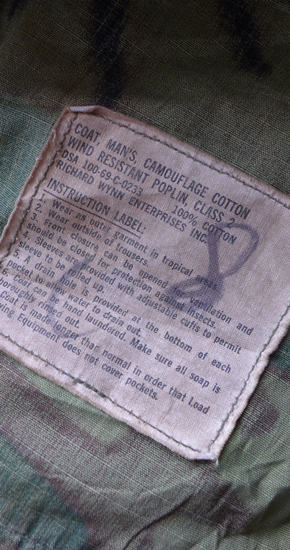 COAT, MAN'S, CAMOUFLAGE COTTON
WIND RESISTANT POPLIN, CLASS 2
DSA 100-69-C-0233 100% COTTON
RICHARD WYNN ENTERPRISES INC.
INSTRUCTION LABEL:
1. Wear as outer garment in tropical
2. Wear outside of trousers.
3. Front closure can be opened ventilation and
should be closed for protection against insects.
4. Sleeves are provided with adjustable cuffs to permit
sleeve to be rolled up.
5. A drain hole is provided at the bottom of each
pocket to allow water to drain out.
6. Coat can be hand laundered. Make sure all soap is
thoroughly rinsed out.
Coat is made longer than normal in order that Load
Equipment does not cover pockets.